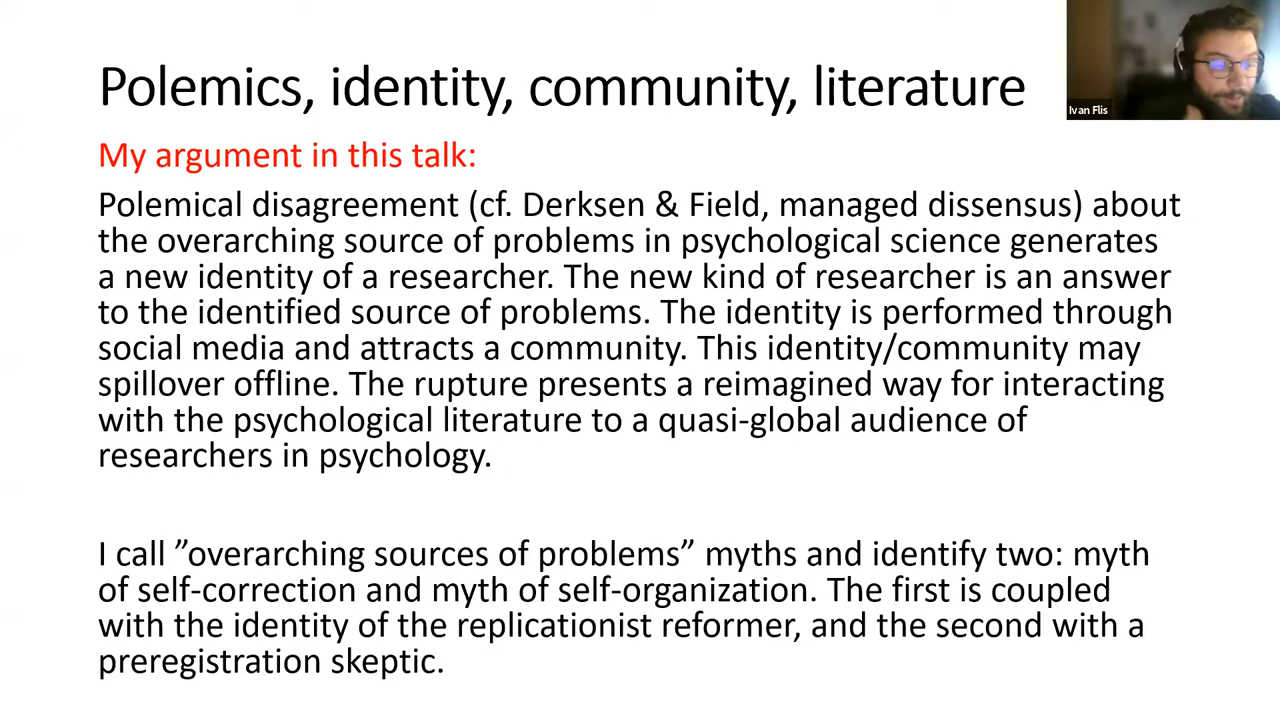 Polemics, identity, community, literature
Ivan Flis
My argument in this talk:
Polemical disagreement (cf. Derksen & Field, managed dissensus) about
the overarching source of problems in psychological science generates
a new identity of a researcher. The new kind of researcher is an answer
to the identified source of problems. The identity is performed through
social media and attracts a community. This identity/community may
spillover offline. The rupture presents a reimagined way for interacting
with the psychological literature to a quasi-global audience of
researchers in psychology.
I call ”overarching sources of problems” myths and identify two: myth
of self-correction and myth of self-organization. The first is coupled
with the identity of the replicationist reformer, and the second with a
preregistration skeptic.